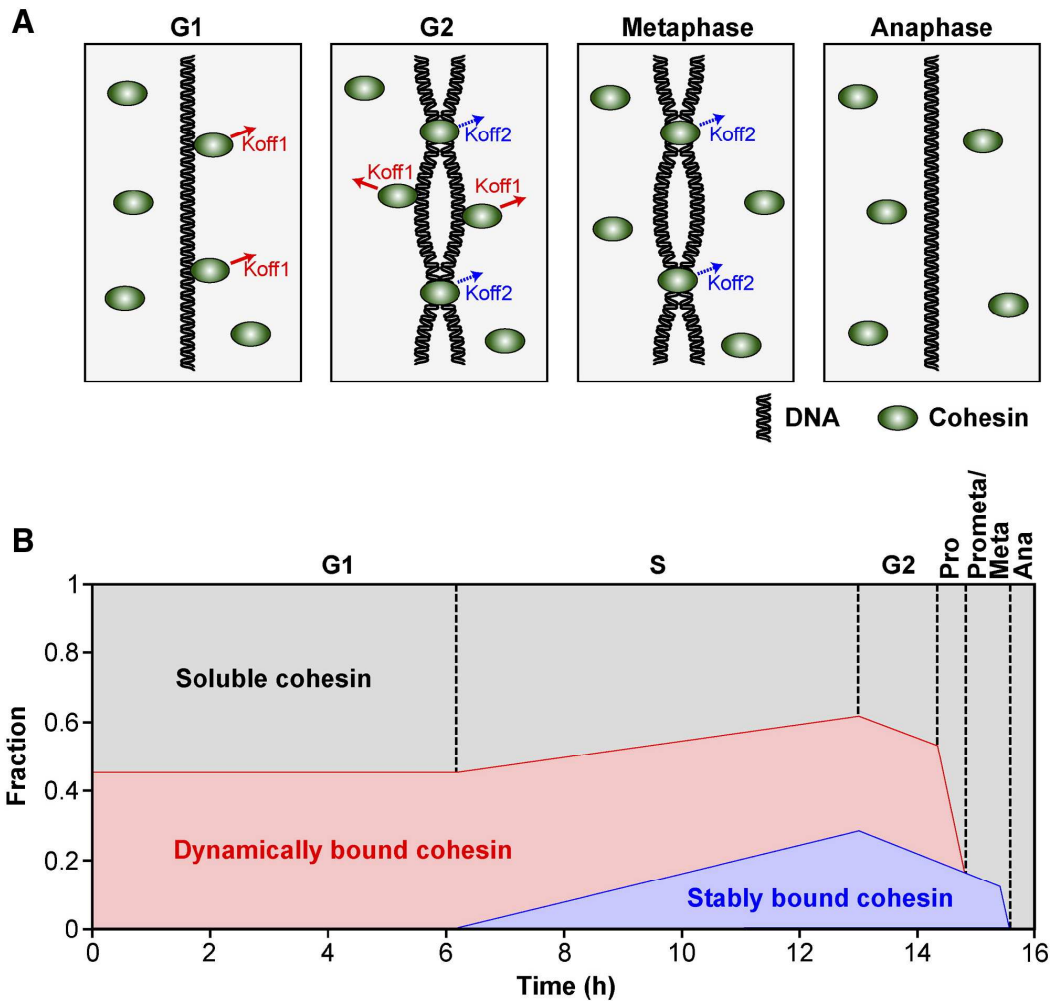 A
G1
G2
Metaphase
Anaphase
Koff1
Koff1
Koff2
Koff1
Koff1
Koff2
Koff2
Koff2
DNA
Cohesin
B
G1
S
G2
Pro
Prometa/
Meta
Ana
1
0.8
0.6
0.4
0.2
0
Fraction
Soluble cohesin
Dynamically bound cohesin
Stably bound cohesin
0 2 4 6 8 10 12 14 16
Time (h)